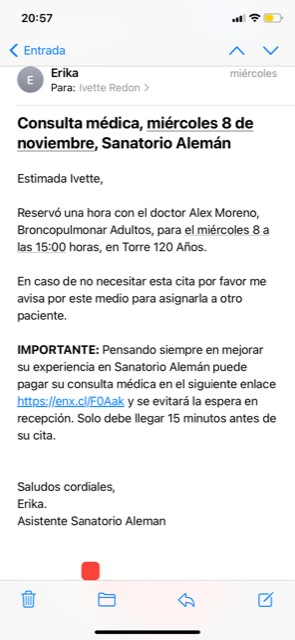 20:57
Entrada
E
Erika
miércoles
Para: Ivette Redon
Consulta médica, miércoles 8 de
noviembre, Sanatorio Alemán
Estimada Ivette,
Reservó una hora con el doctor Alex Moreno,
Broncopulmonar Adultos, para el miércoles 8 a
las 15:00 horas, en Torre 120 Años.
En caso de no necesitar esta cita por favor me
avisa por este medio para asignarla a otro
paciente.
IMPORTANTE: Pensando siempre en mejorar
su experiencia en Sanatorio Alemán puede
pagar su consulta médica en el siguiente enlace
https://enx.cl/F0Aak y se evitará la espera en
recepción. Solo debe llegar 15 minutos antes de
su cita.
Saludos cordiales,
Erika.
Asistente Sanatorio Aleman